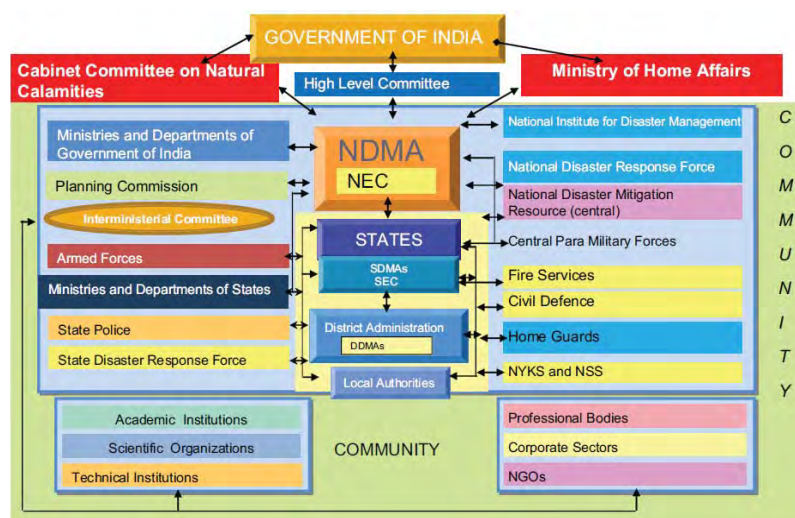 GOVERNMENT OF INDIA
Cabinet Committee on Natural
Calamities
High Level Committee
Ministry of Home Affairs
Ministries and Departments of
Government of India
Planning Commission
Interministerial Committee
Armed Forces
Ministries and Departments of States
State Police
State Disaster Response Force
NDMA
NEC
STATES
SDMAs
SEC
District Administration
DDMAs
Local Authorities
National Institute for Disaster Management
National Disaster Response Force
National Disaster Mitigation
Resource (central)
Central Para Military Forces
Fire Services
Civil Defence
Home Guards
NYKS and NSS
Academic Institutions
Scientific Organizations
Technical Institutions
COMMUNITY
Professional Bodies
Corporate Sectors
NGOs
C
O
M
M
U
N
I
T
Y